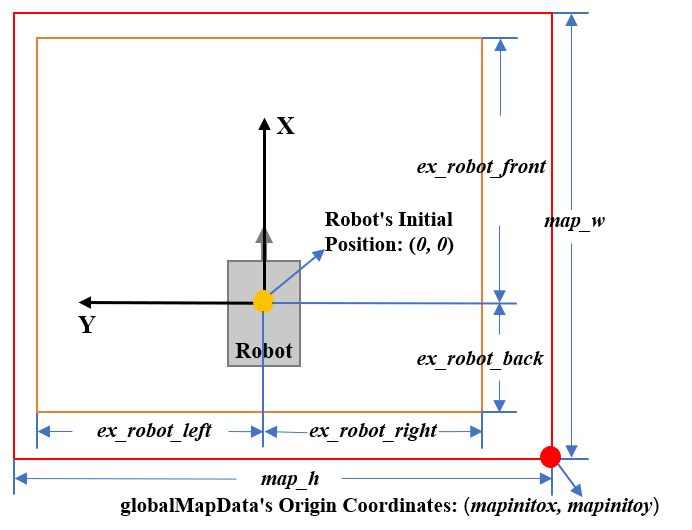 X
ex_robot_front
Robot's Initial
Position: (0, 0)
map_w
Y
Robot
ex_robot_back
ex_robot_left
ex_robot_right
map_h
globalMapData's Origin Coordinates: (mapinitox, mapinitoy)